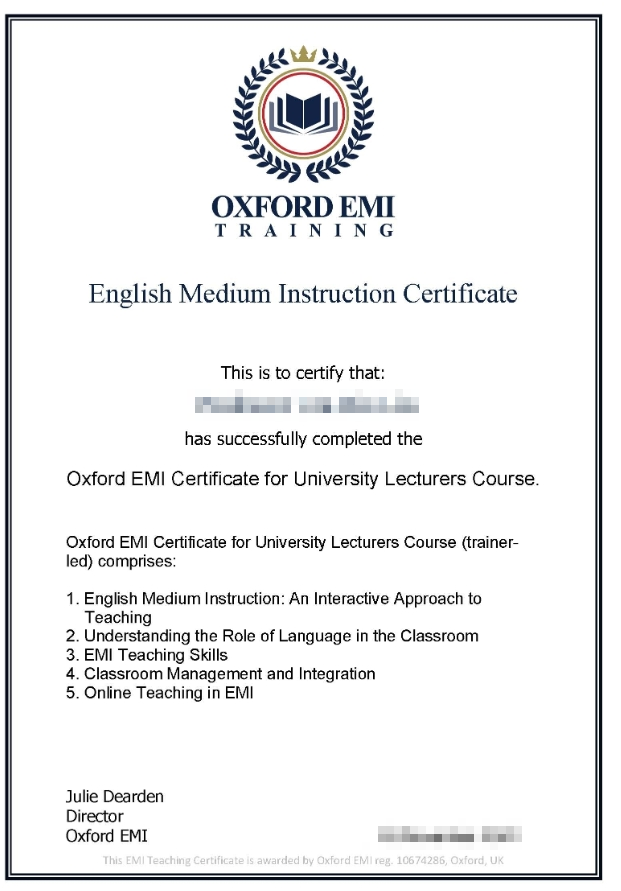 OXFORD EMI
TRAINING
English Medium Instruction Certificate
This is to certify that:
has successfully completed the
Oxford EMI Certificate for University Lecturers Course.
Oxford EMI Certificate for University Lecturers Course (trainer-
led) comprises:
1. English Medium Instruction: An Interactive Approach to
Teaching
2. Understanding the Role of Language in the Classroom
3. EMI Teaching Skills
4. Classroom Management and Integration
5. Online Teaching in EMI
Julie Dearden
Director
Oxford EMI
This EMI Teaching Certificate is awarded by Oxford EMI reg. 10674286, Oxford, UK